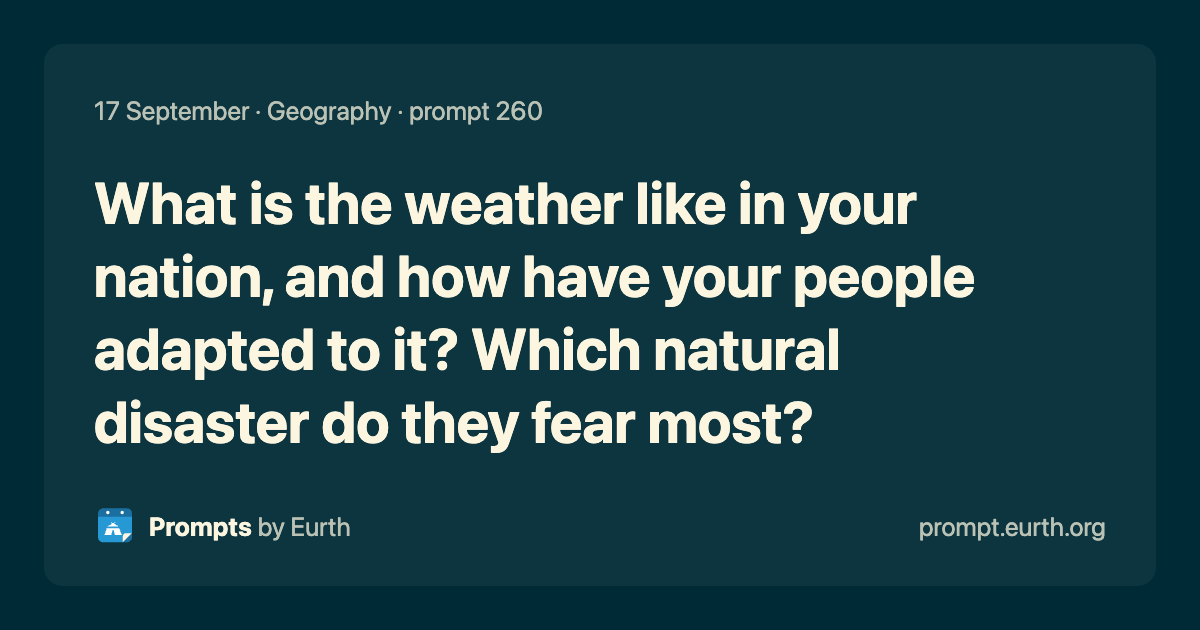 17 September · Geography · prompt 260
What is the weather like in your
nation, and how have your people
adapted to it? Which natural
disaster do they fear most?
Prompts by Eurth
prompt.eurth.org